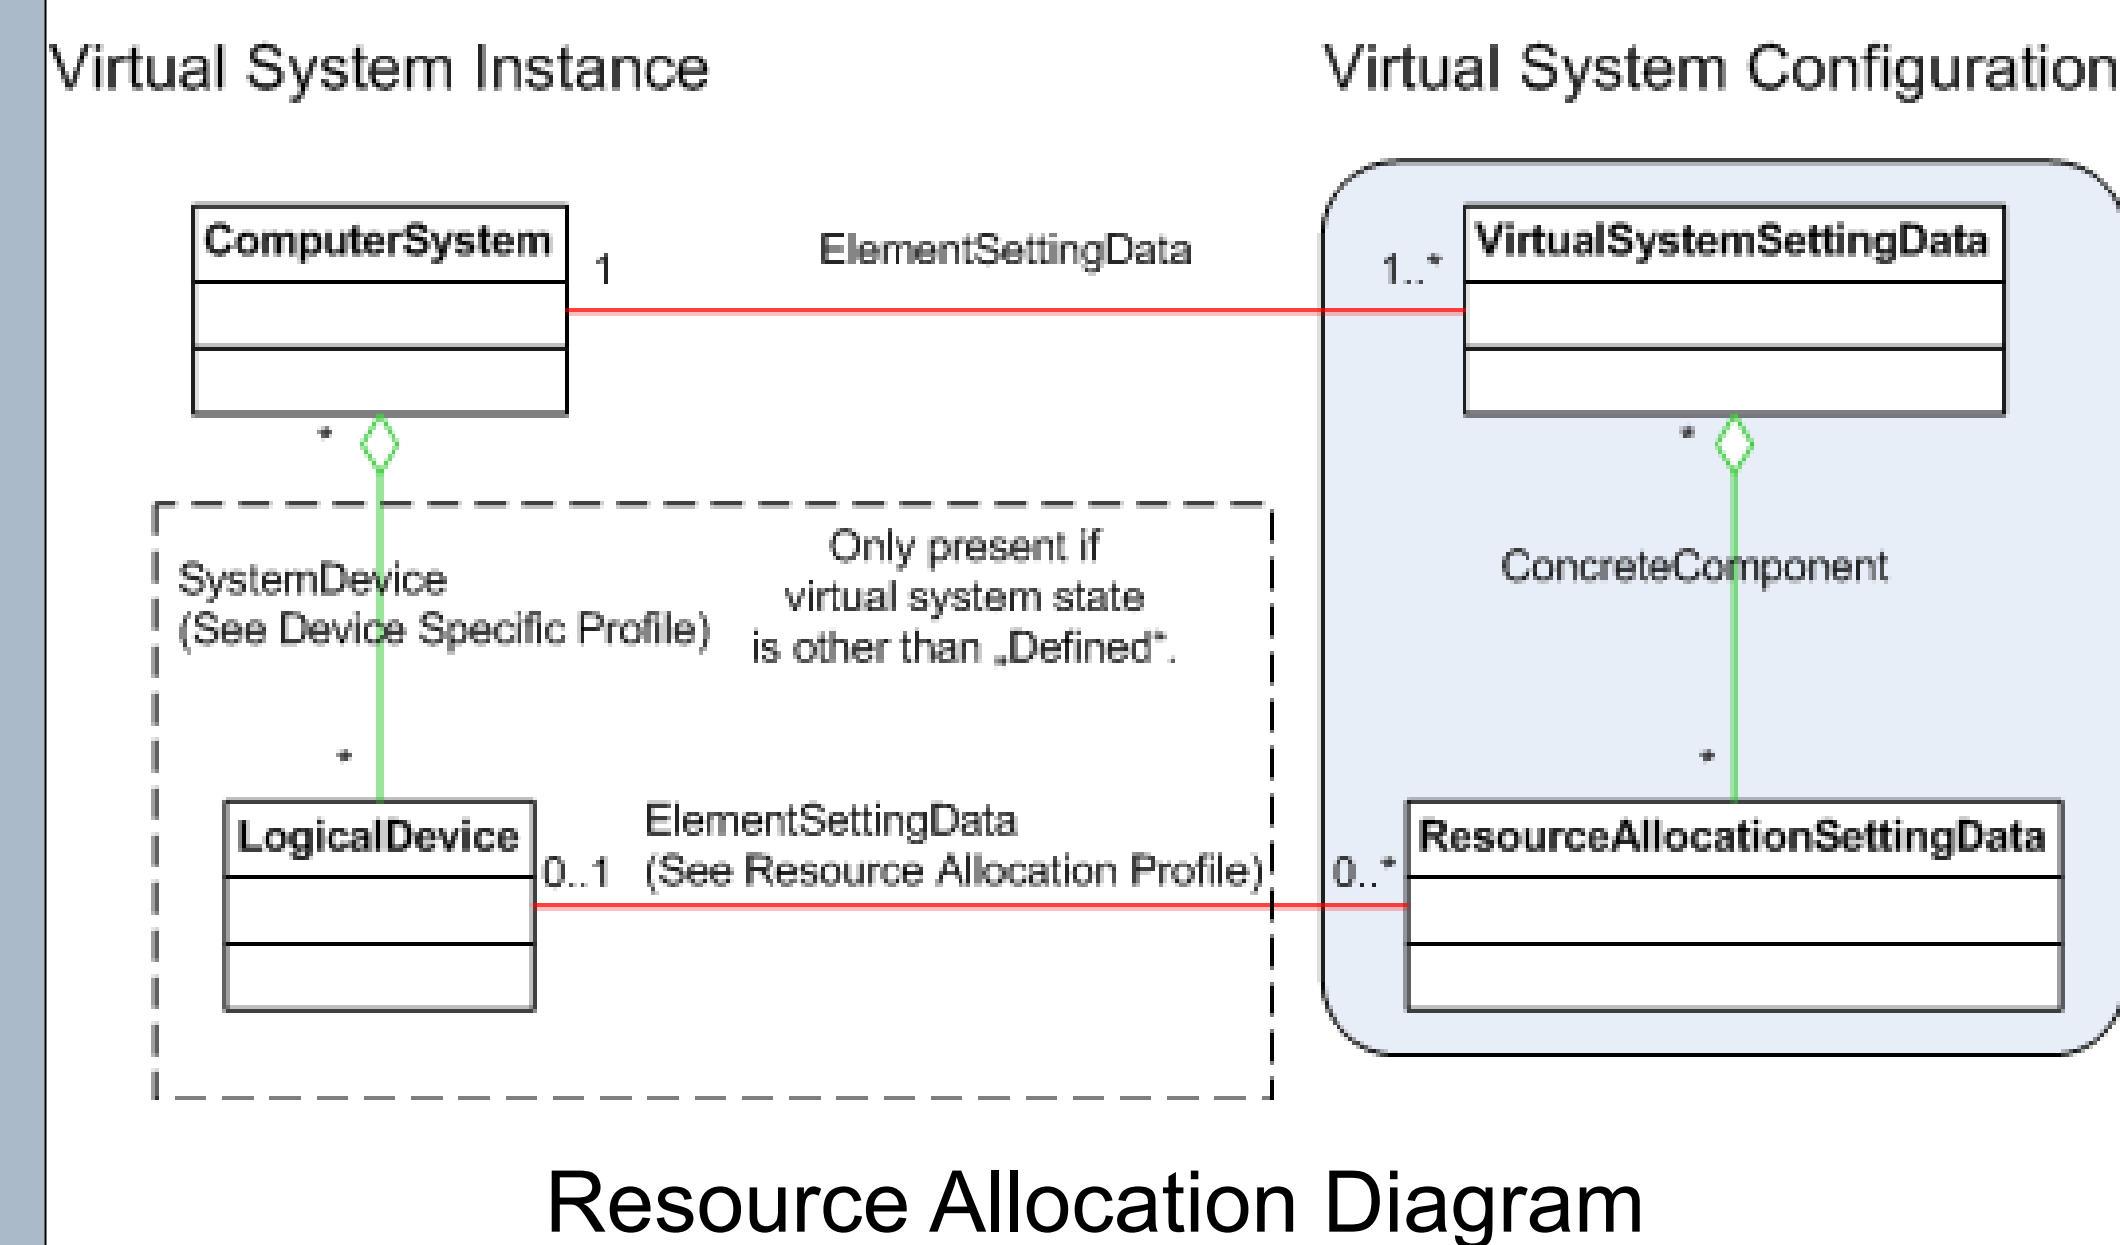 Virtual System Instance
Virtual System Configuration
ComputerSystem
1
ElementSettingData
1..*
VirtualSystemSettingData
*
*
SystemDevice
(See Device Specific Profile)
Only present if
virtual system state
is other than „Defined“.
ConcreteComponent
*
*
LogicalDevice
0..1
ElementSettingData
(See Resource Allocation Profile)
0..*
ResourceAllocationSettingData
Resource Allocation Diagram